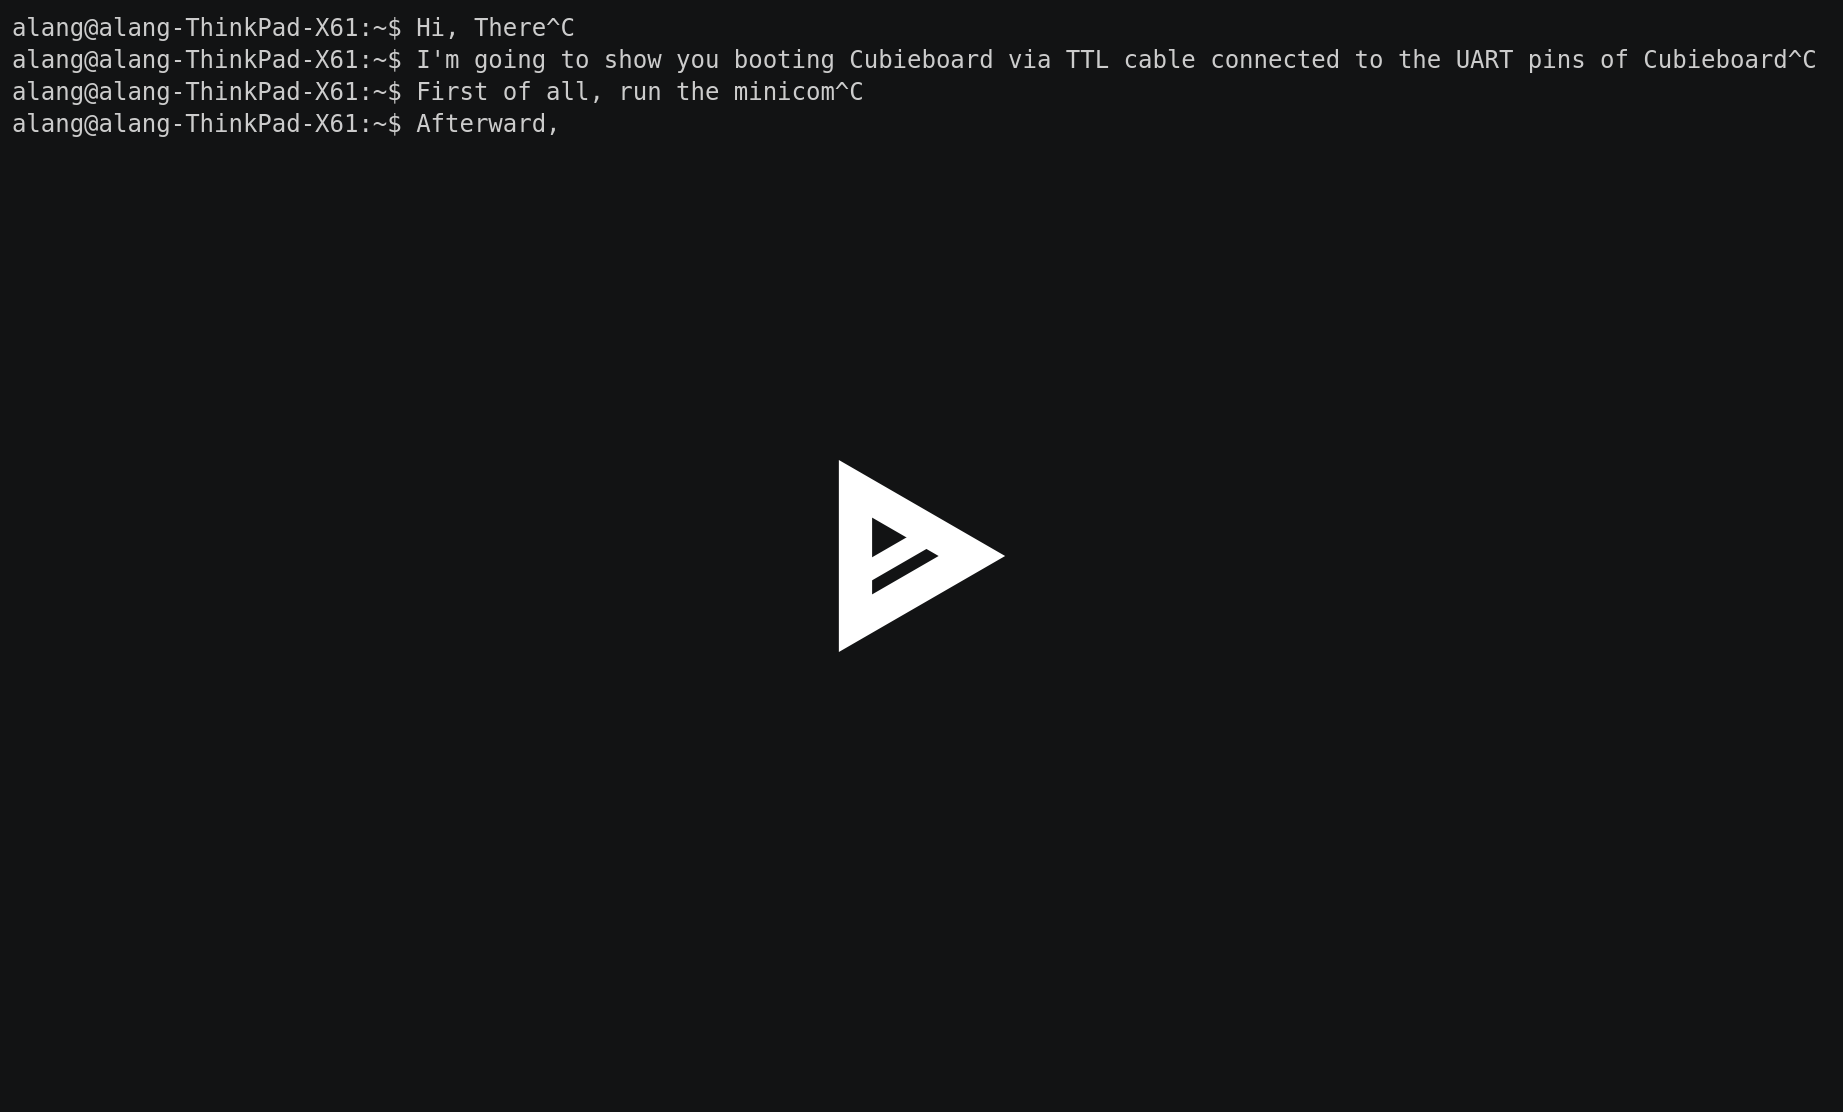 alang@alang-ThinkPad-X61:~$ Hi, There^C
alang@alang-ThinkPad-X61:~$ I'm going to show you booting Cubieboard via TTL cable connected to the UART pins of Cubieboard^C
alang@alang-ThinkPad-X61:~$ First of all, run the minicom^C
alang@alang-ThinkPad-X61:~$ Afterward,